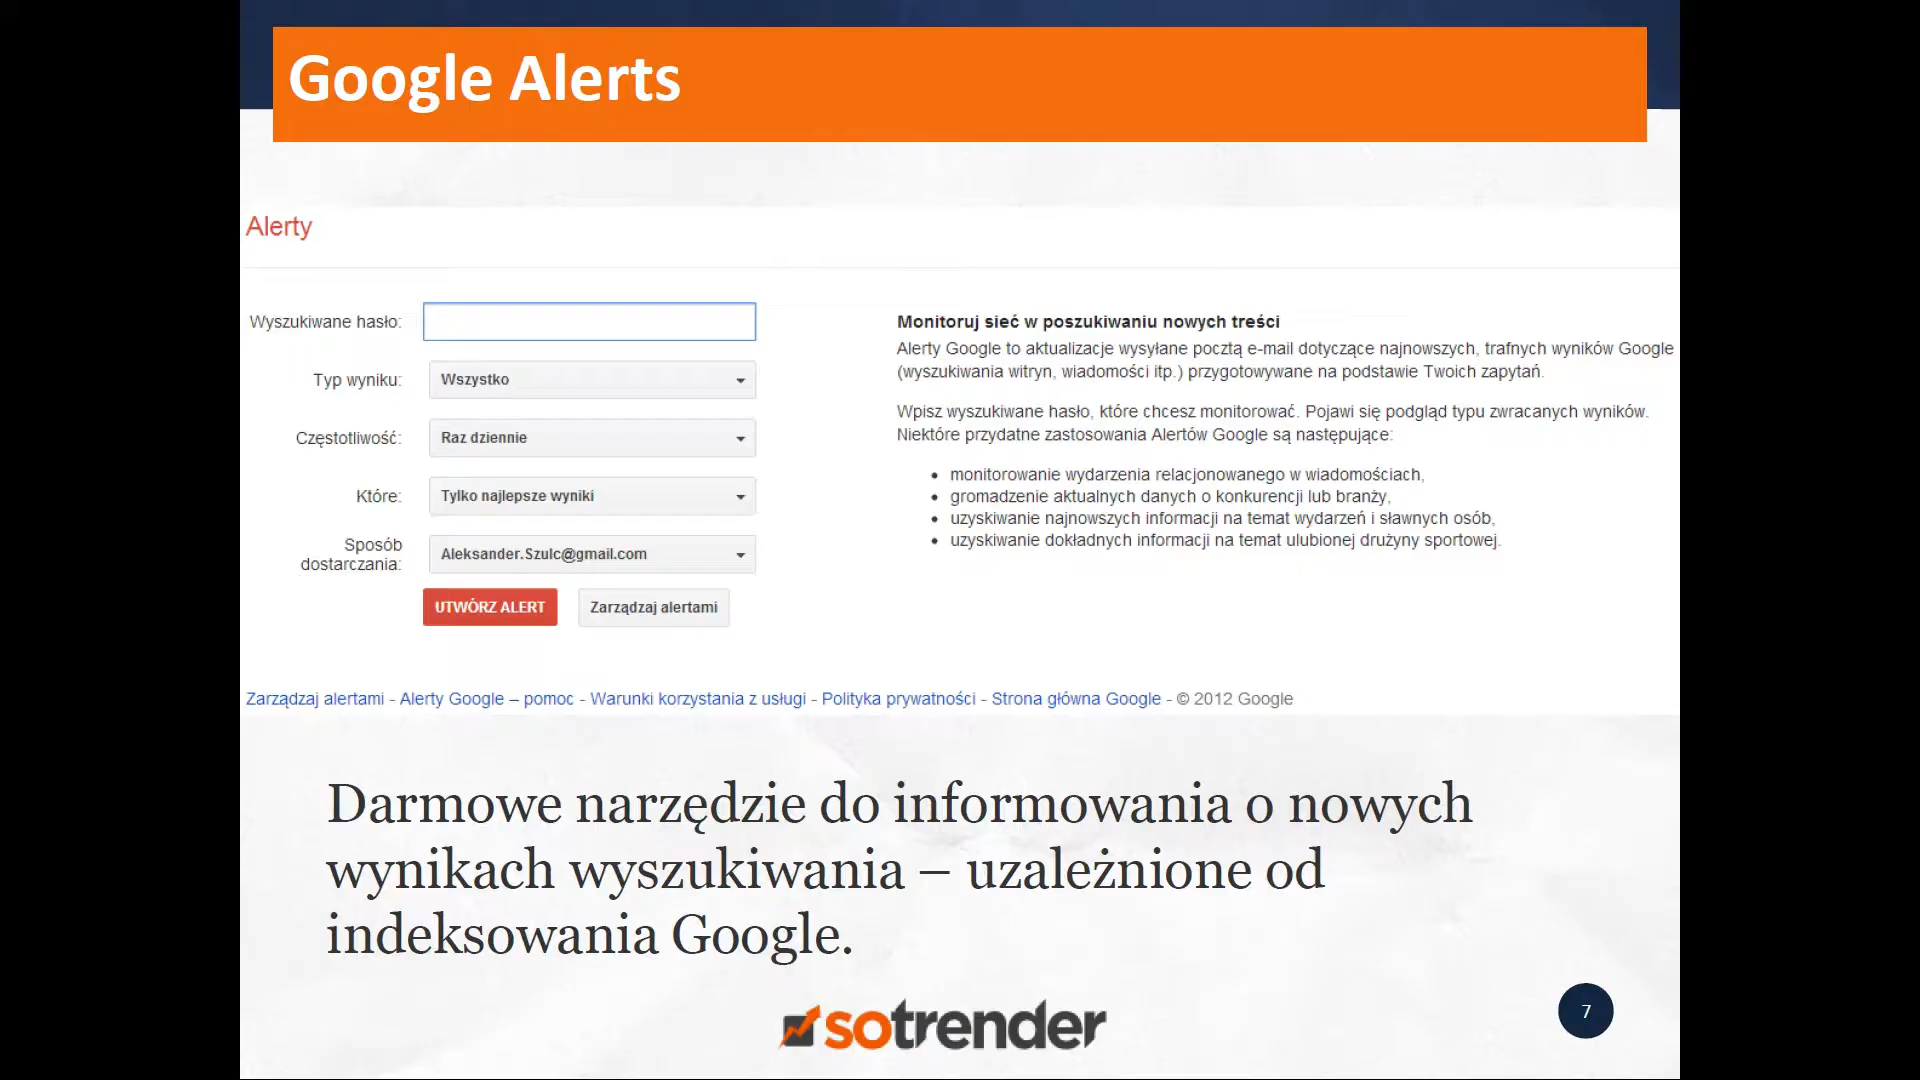 Google Alerts
Alerty
Wyszukiwane hasło:
Typ wyniku: Wszystko
Częstotliwość: Raz dziennie
Które: Tylko najlepsze wyniki
Sposób
dostarczania: Aleksander.Szulc@gmail.com
UTWÓRZ ALERT Zarządzaj alertami
Monitoruj sieć w poszukiwaniu nowych treści
Alerty Google to aktualizacje wysyłane pocztą e-mail dotyczące najnowszych, trafnych wyników Google
(wyszukiwania witryn, wiadomości itp.) przygotowywane na podstawie Twoich zapytań.
Wpisz wyszukiwane hasło, które chcesz monitorować. Pojawi się podgląd typu zwracanych wyników.
Niektóre przydatne zastosowania Alertów Google są następujące:
• monitorowanie wydarzenia relacjonowanego w wiadomościach,
• gromadzenie aktualnych danych o konkurencji lub branży,
• uzyskiwanie najnowszych informacji na temat wydarzeń i sławnych osób,
• uzyskiwanie dokładnych informacji na temat ulubionej drużyny sportowej.
Zarządzaj alertami - Alerty Google – pomoc - Warunki korzystania z usługi - Polityka prywatności - Strona główna Google - © 2012 Google
Darmowe narzędzie do informowania o nowych
wynikach wyszukiwania – uzależnione od
indeksowania Google.
sotrender
7